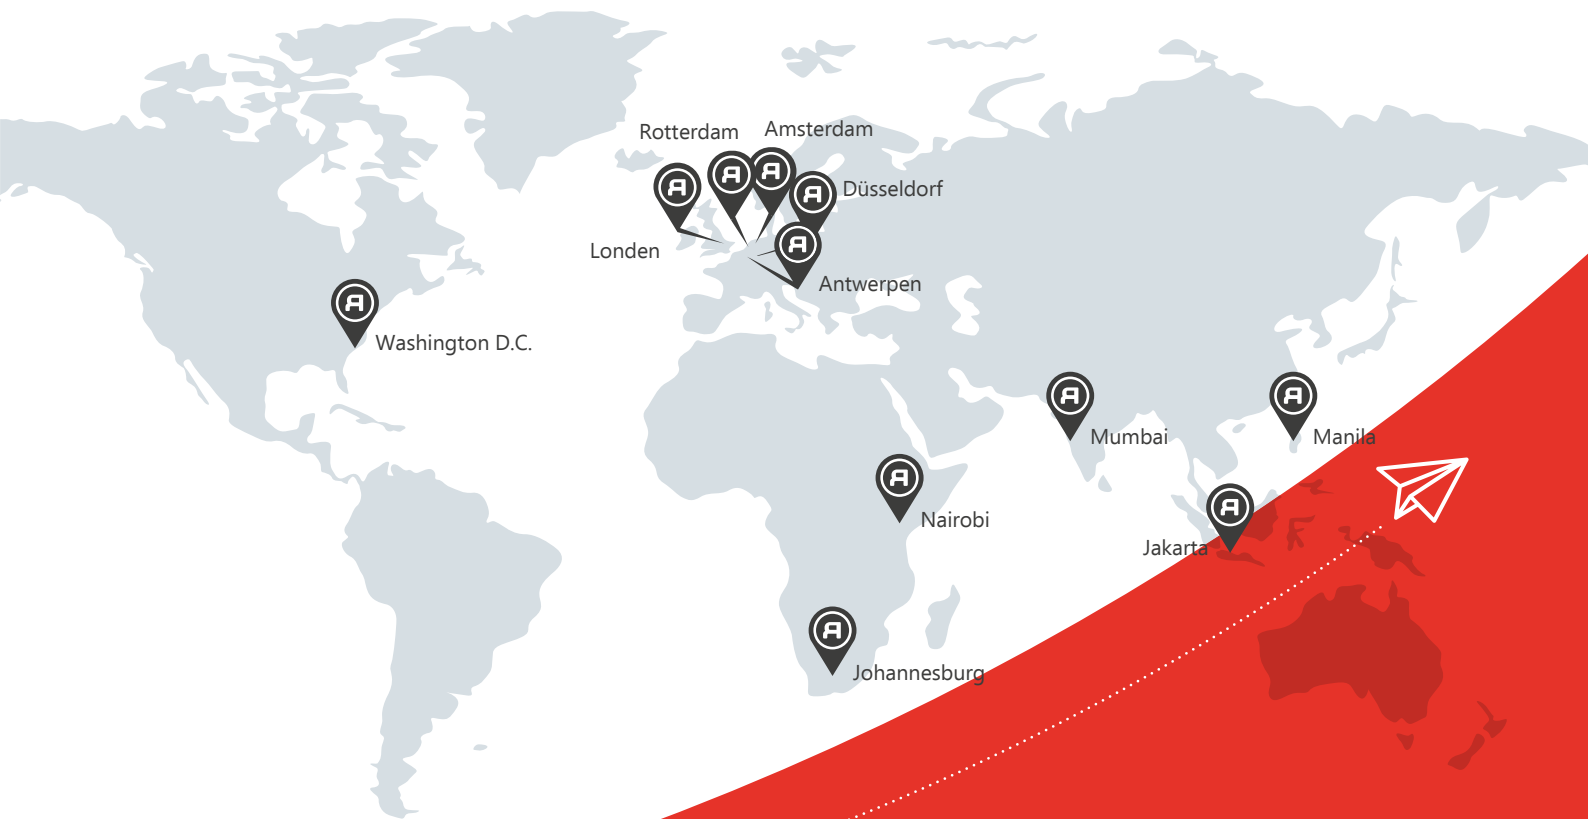 Rotterdam
Amsterdam
Düsseldorf
Londen
Antwerpen
Washington D.C.
Mumbai
Manila
Nairobi
Jakarta
Johannesburg